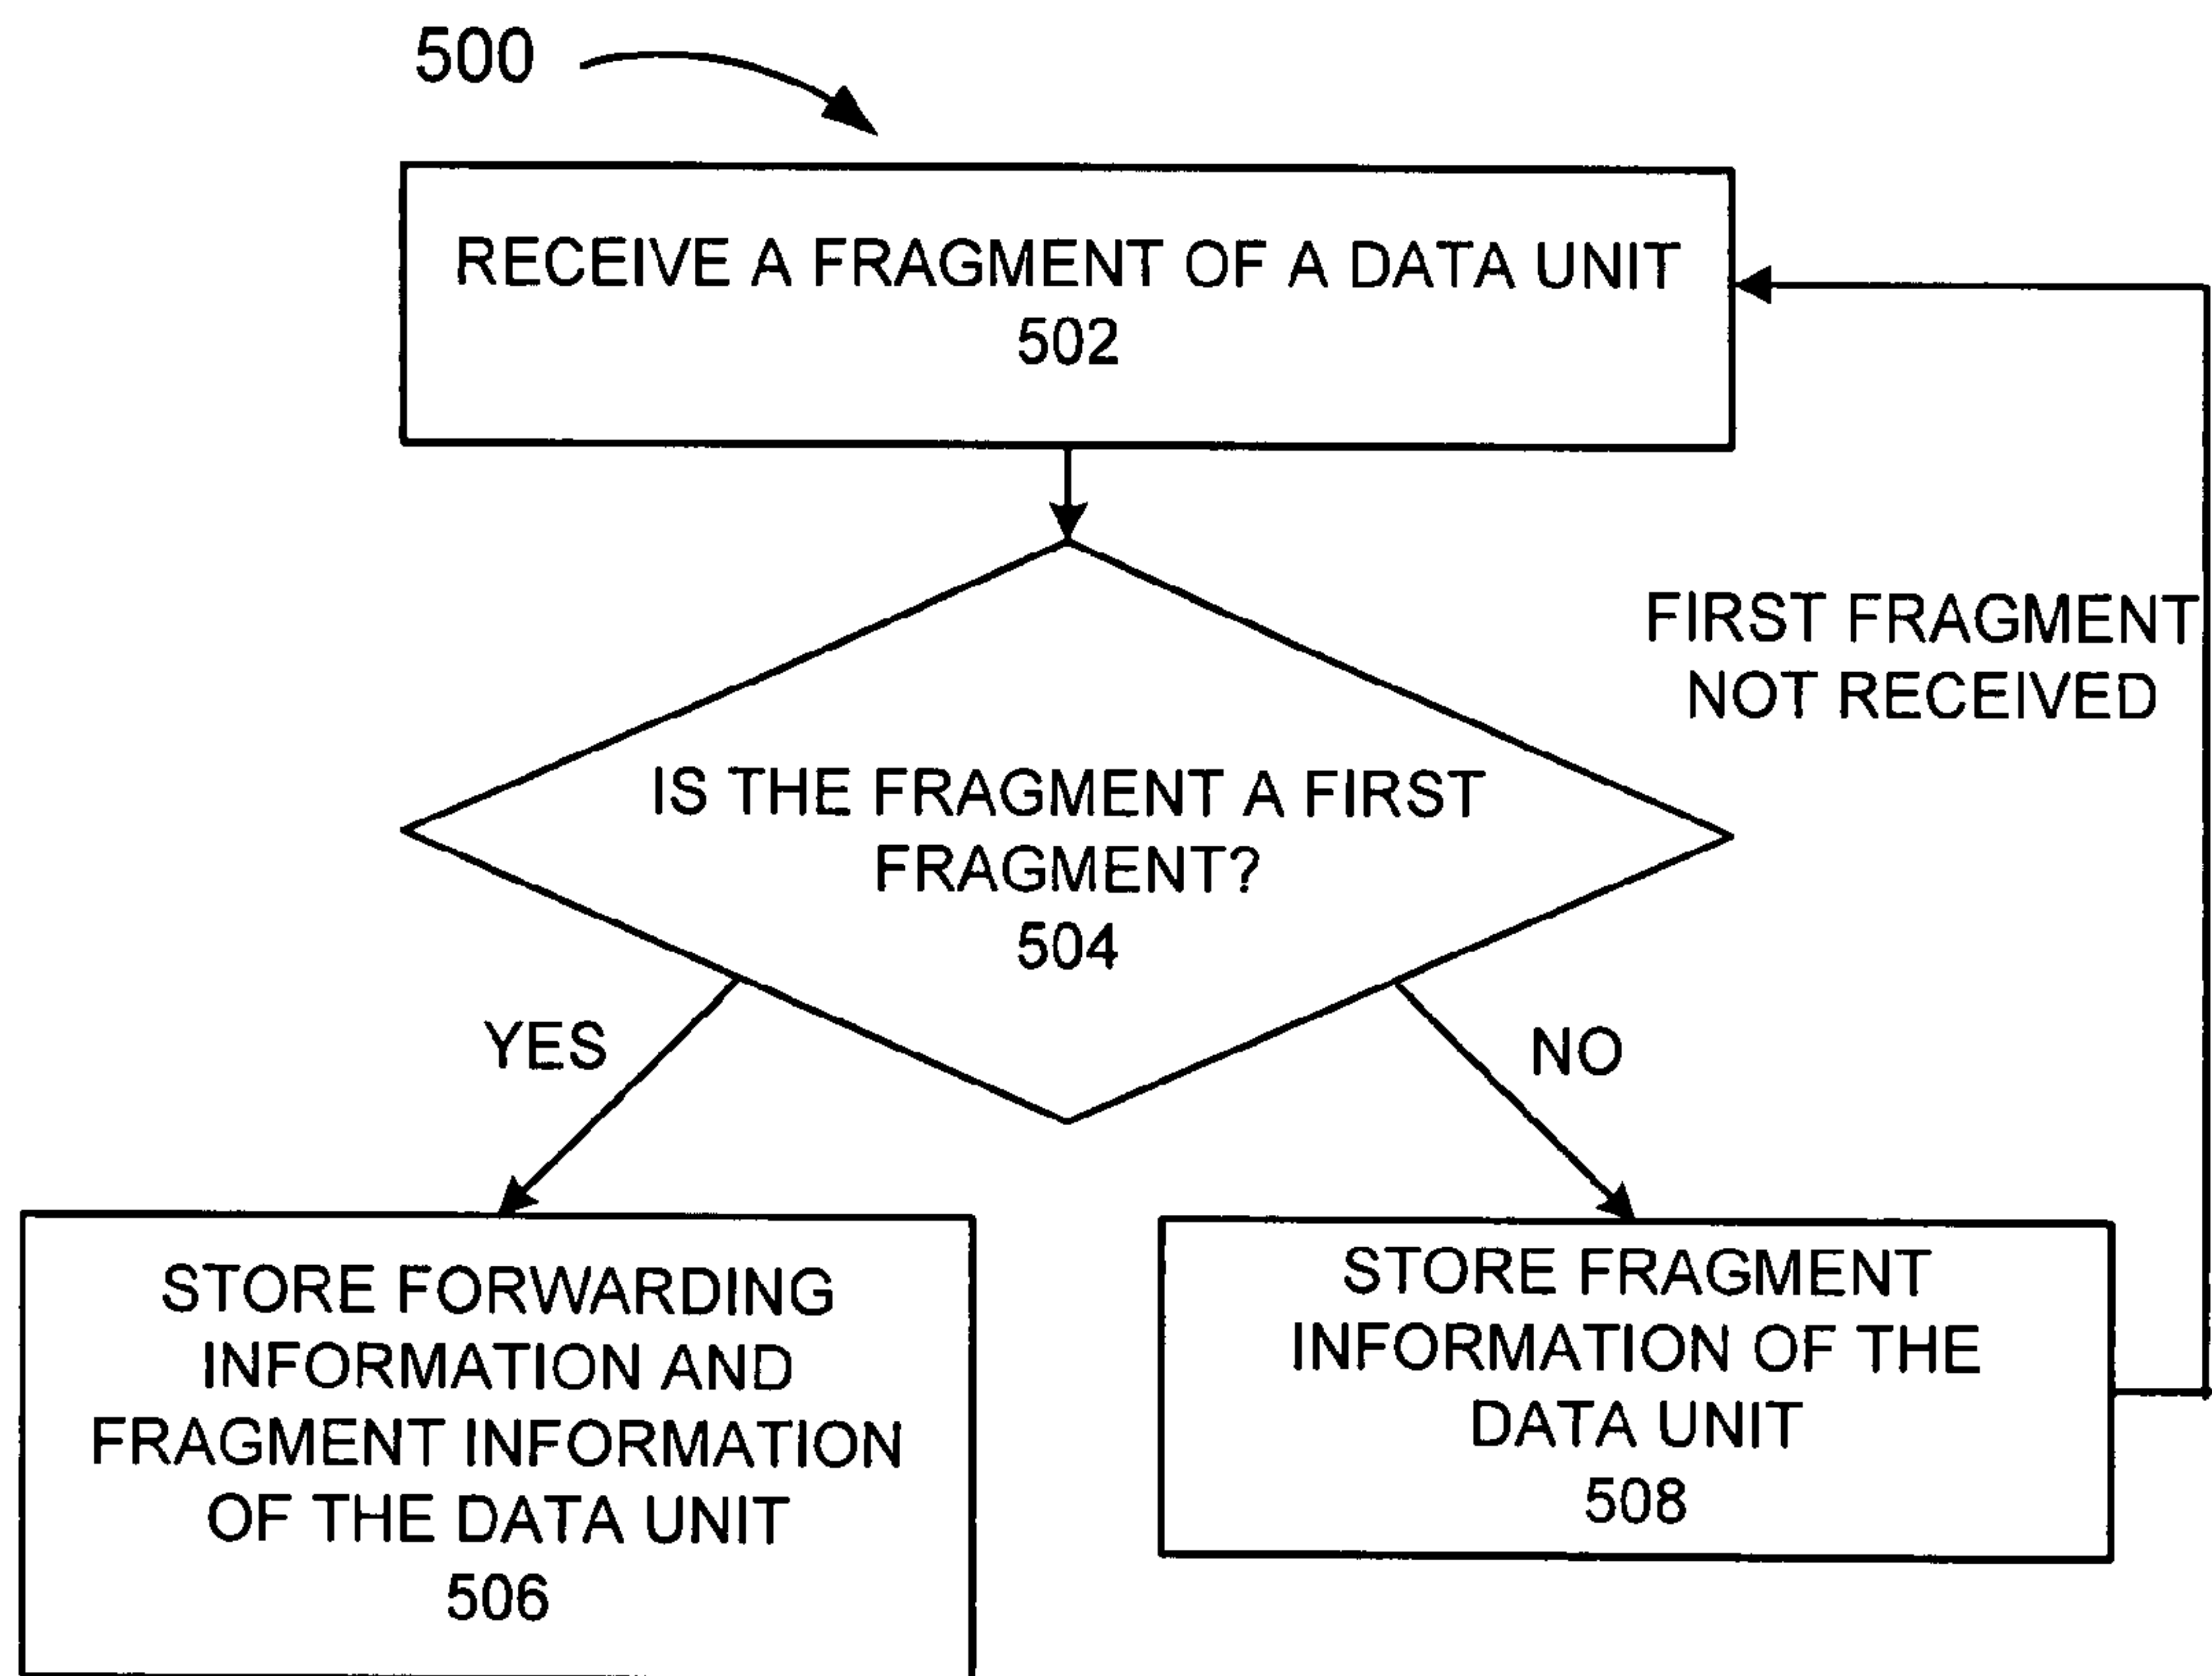 500
RECEIVE A FRAGMENT OF A DATA UNIT
502
FIRST FRAGMENT
NOT RECEIVED
IS THE FRAGMENT A FIRST
FRAGMENT?
504
YES
NO
STORE FORWARDING
INFORMATION AND
FRAGMENT INFORMATION
OF THE DATA UNIT
506
STORE FRAGMENT
INFORMATION OF THE
DATA UNIT
508